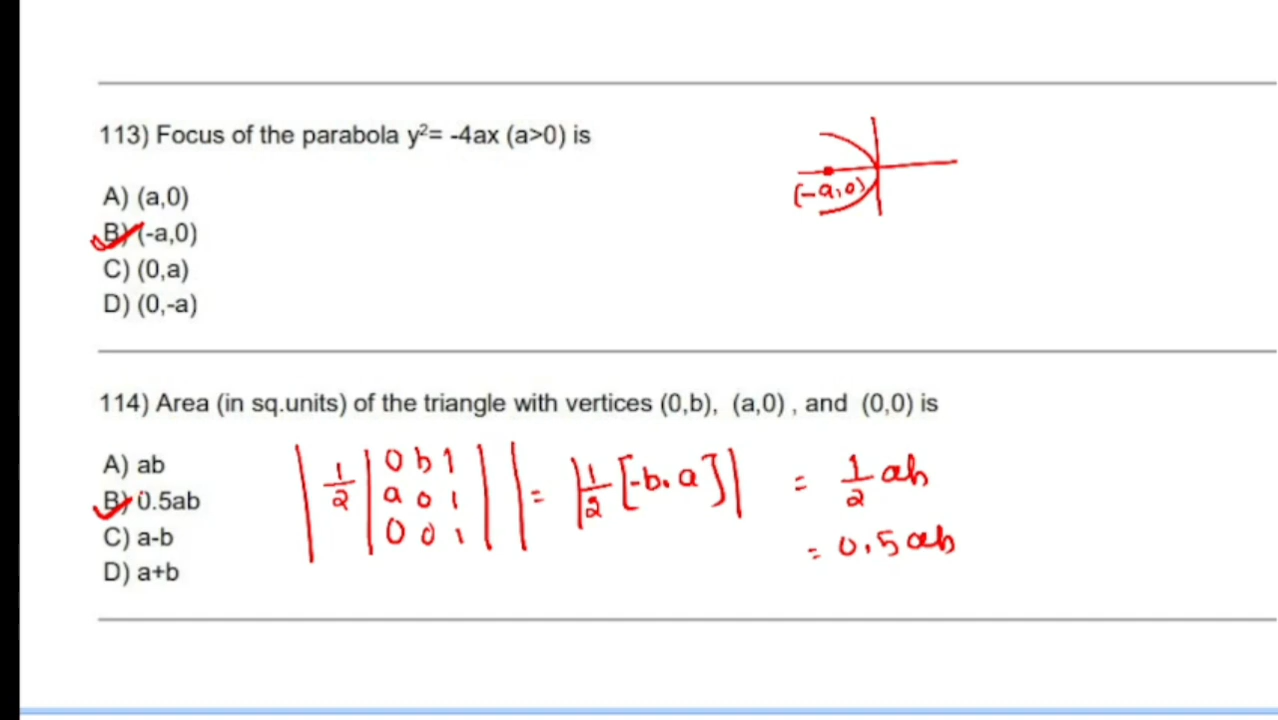 113) Focus of the parabola y²= -4ax (a>0) is
A) (a,0)
B) (-a,0)
C) (0,a)
D) (0,-a)
(-a,0)
114) Area (in sq.units) of the triangle with vertices (0,b), (a,0) , and (0,0) is
A) ab
B) 0.5ab
C) a-b
D) a+b
| 1/2 | 0 b 1
a 0 1
0 0 1 | | = | 1/2 [-b.a] | = 1/2 ab
= 0.5ab